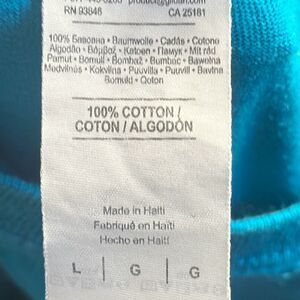 RN 93846 CA 25181
100% Бавовна • Baumwolle • Cadás • Cotone
Algodão • Βάμβαξ • Katoen • Памук • Mit rád
Pamut • Bomull • Bombaž • Bumbac • Bawełna
Medvilnės • Kokvilna • Puuvilla • Puuvill • Bavlna
Bomuld • Qoton
100% COTTON /
COTON / ALGODÓN
Made in Haiti
Fabriqué en Haïti
Hecho en Haití
L | G | G